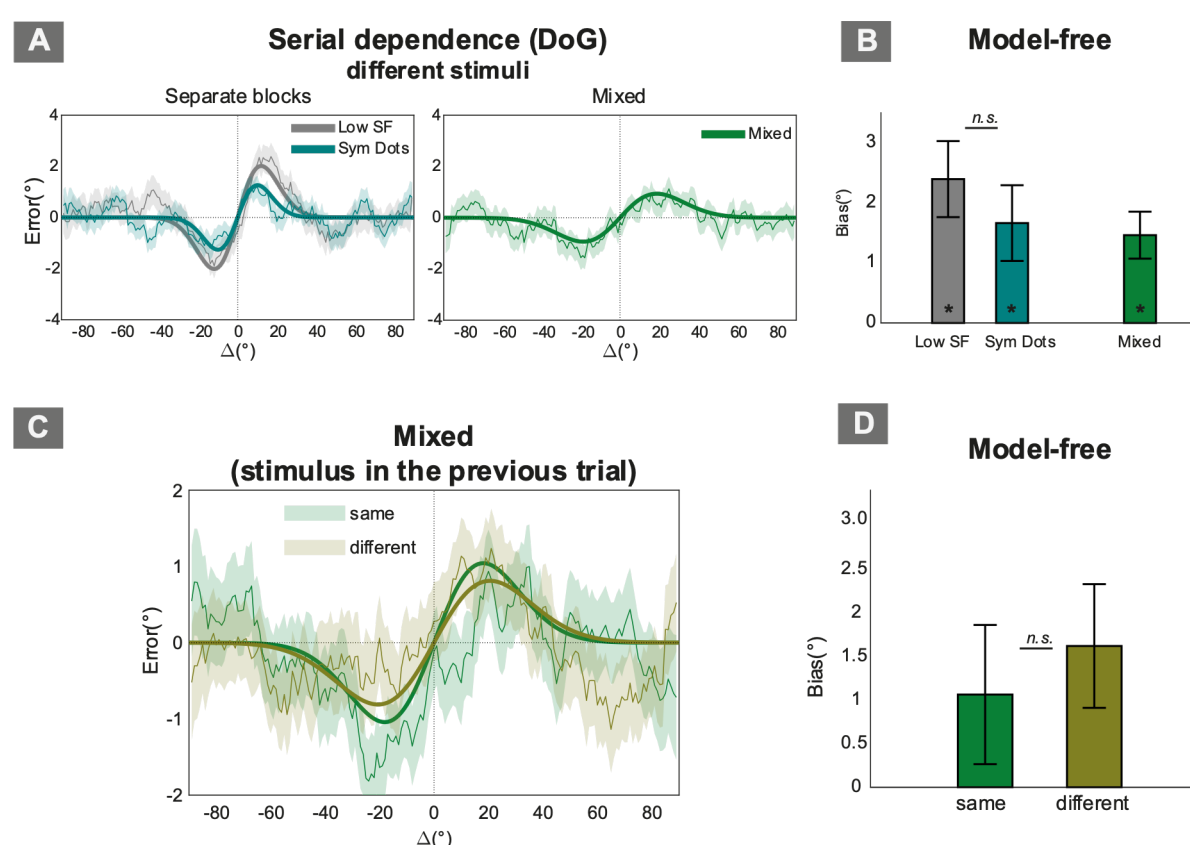 A
Serial dependence (DoG)
different stimuli
Separate blocks
Mixed
4
2
0
-2
-4
Error(°)
Low SF
Sym Dots
-80 -60 -40 -20 0 20 40 60 80
Δ(°)
4
2
0
-2
-4
Mixed
-80 -60 -40 -20 0 20 40 60 80
Δ(°)
B
Model-free
3
2
1
0
Bias(°)
n.s.
* * *
Low SF Sym Dots Mixed
C
Mixed
(stimulus in the previous trial)
2
1
0
-1
-2
Error(°)
same
different
-80 -60 -40 -20 0 20 40 60 80
Δ(°)
D
Model-free
3.0
2.5
2
1.5
1
0.5
0
Bias(°)
n.s.
same different